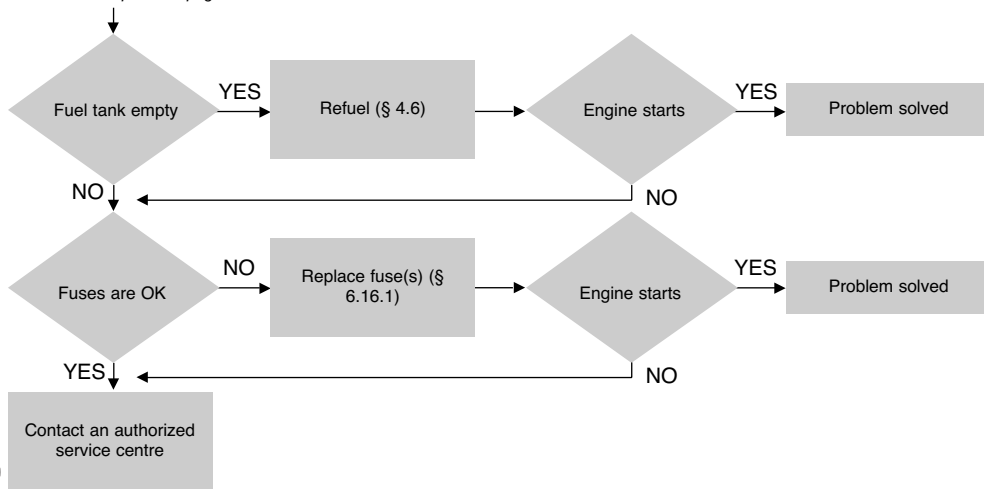 Fuel tank empty
YES
Refuel (§ 4.6)
Engine starts
YES
Problem solved
NO
NO
Fuses are OK
NO
Replace fuse(s) (§
6.16.1)
Engine starts
YES
Problem solved
YES
NO
Contact an authorized
service centre